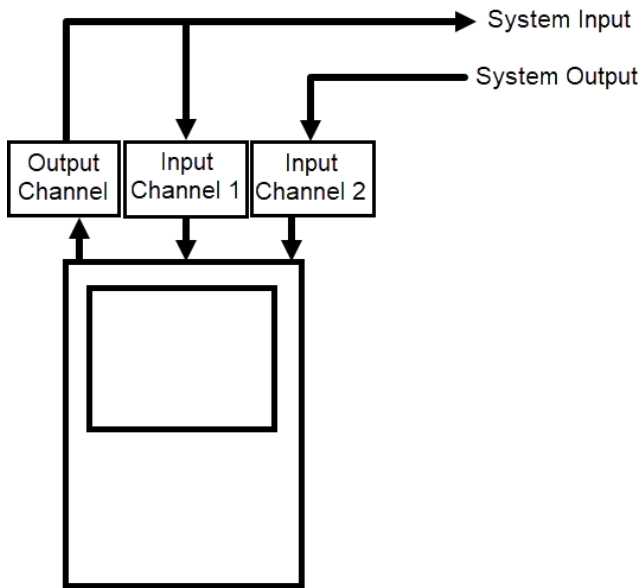 System Input
System Output
Output
Channel
Input
Channel 1
Input
Channel 2